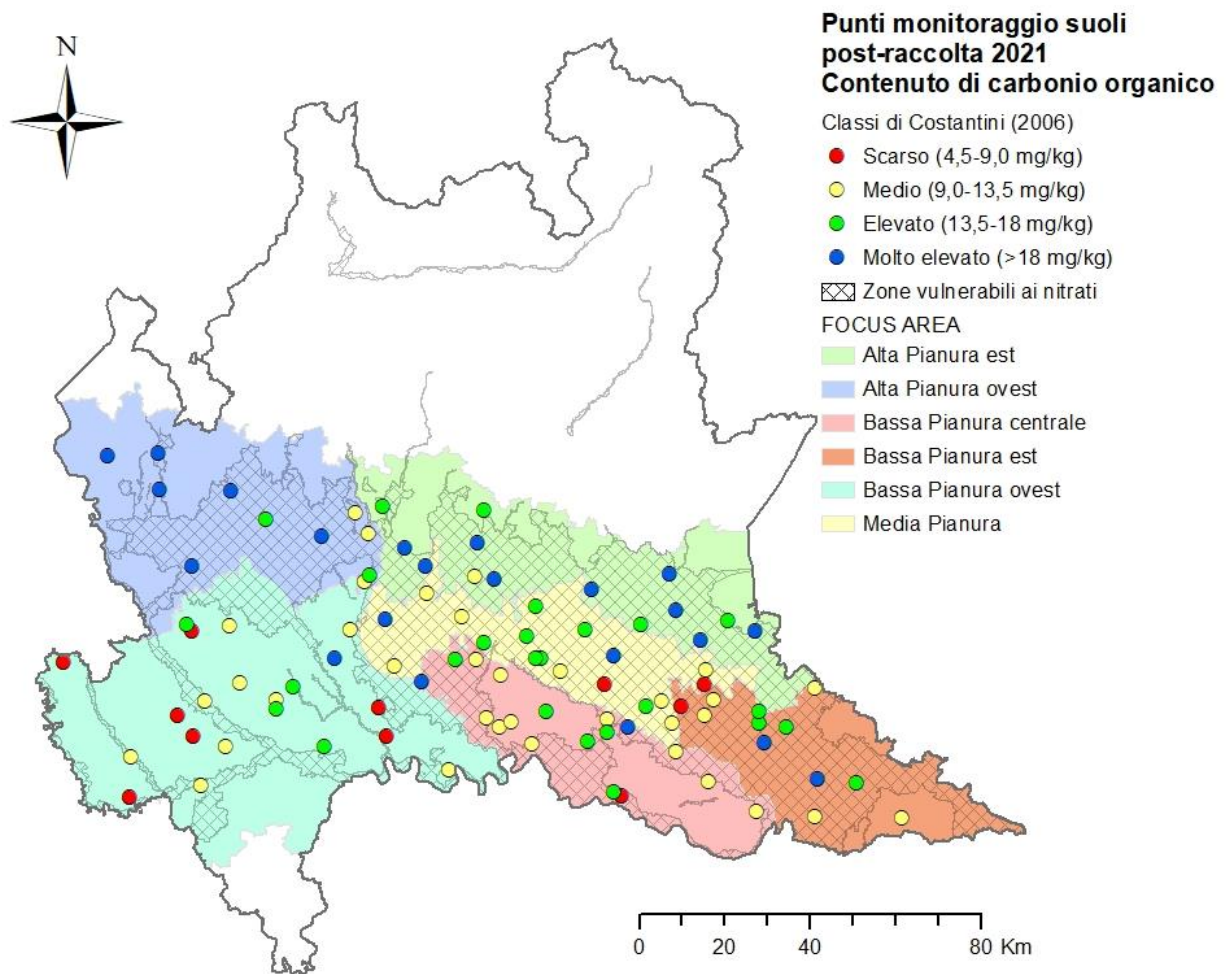 N
Punti monitoraggio suoli
post-raccolta 2021
Contenuto di carbonio organico
Classi di Costantini (2006)
Scarso (4,5-9,0 mg/kg)
Medio (9,0-13,5 mg/kg)
Elevato (13,5-18 mg/kg)
Molto elevato (>18 mg/kg)
Zone vulnerabili ai nitrati
FOCUS AREA
Alta Pianura est
Alta Pianura ovest
Bassa Pianura centrale
Bassa Pianura est
Bassa Pianura ovest
Media Pianura
0 20 40 80 Km